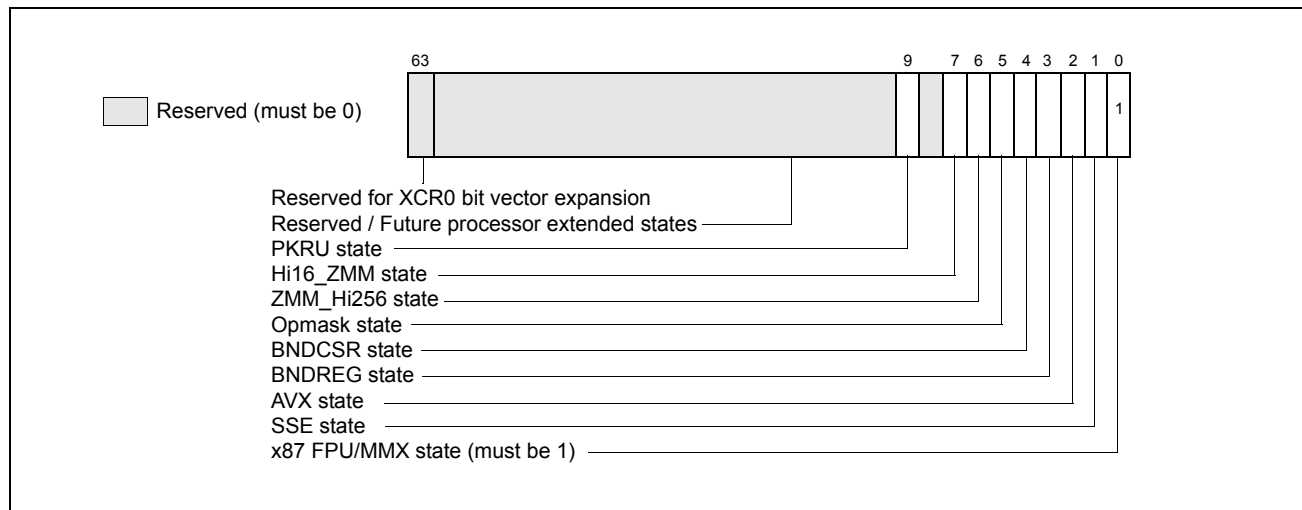 63 9 7 6 5 4 3 2 1 0
Reserved (must be 0) 1
Reserved for XCR0 bit vector expansion
Reserved / Future processor extended states
PKRU state
Hi16_ZMM state
ZMM_Hi256 state
Opmask state
BNDCSR state
BNDREG state
AVX state
SSE state
x87 FPU/MMX state (must be 1)